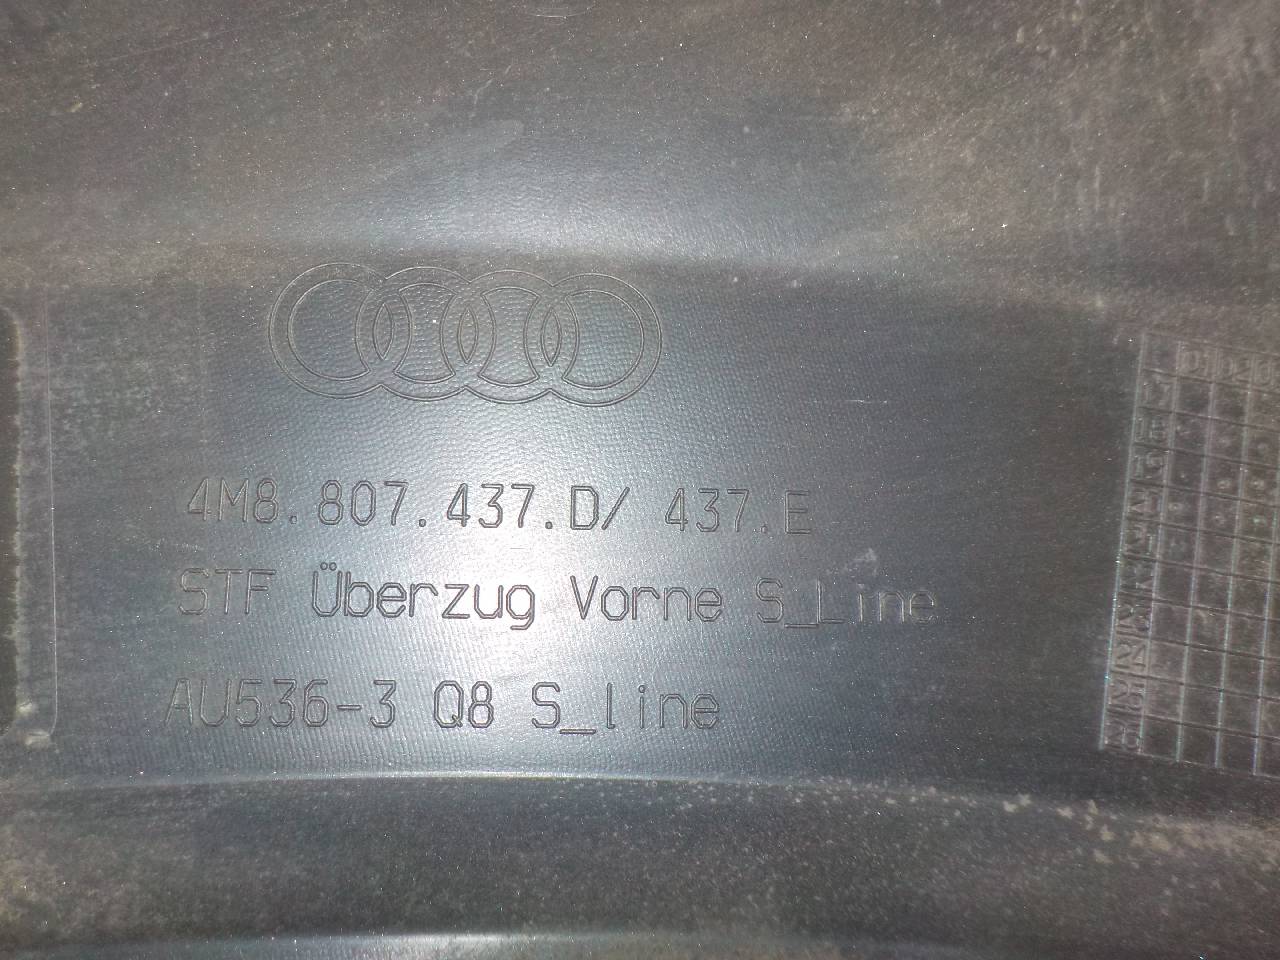 4M8.807.437.D/ 437.E
STF Überzug Vorne S_Line
AU536-3 Q8 S_line